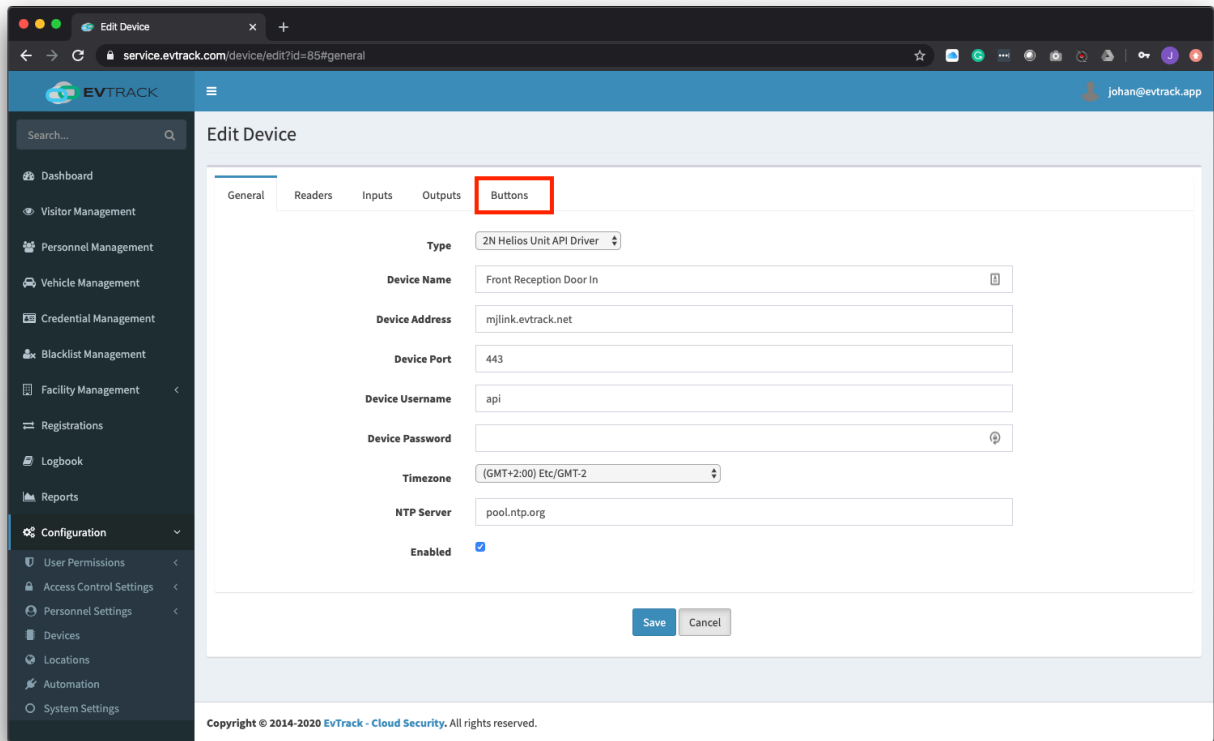 Edit Device
service.evtrack.com/device/edit?id=85#general
J
EVTRACK
johan@evtrack.app
Search...
Edit Device
Dashboard
Visitor Management
Personnel Management
Vehicle Management
Credential Management
Blacklist Management
Facility Management
Registrations
Logbook
Reports
Configuration
User Permissions
Access Control Settings
Personnel Settings
Devices
Locations
Automation
System Settings
General Readers Inputs Outputs Buttons
Type 2N Helios Unit API Driver
Device Name Front Reception Door In
Device Address mjlink.evtrack.net
Device Port 443
Device Username api
Device Password
Timezone (GMT+2:00) Etc/GMT-2
NTP Server pool.ntp.org
Enabled
Save Cancel
Copyright © 2014-2020 EvTrack - Cloud Security. All rights reserved.